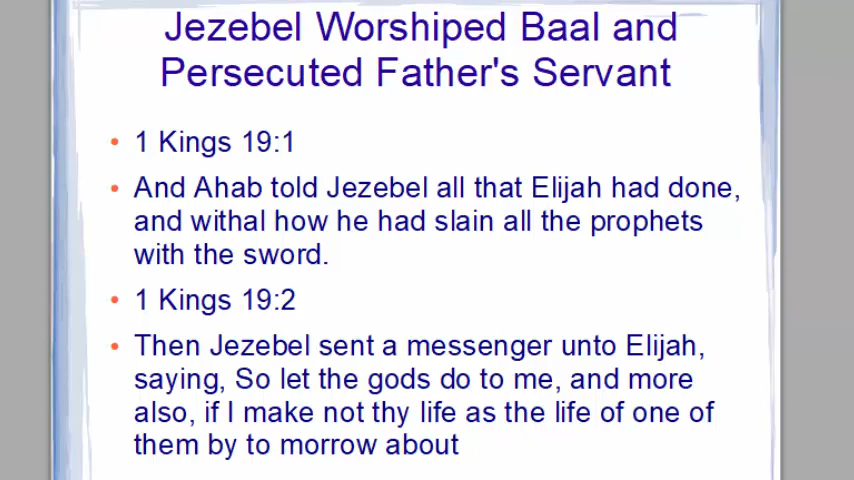 Jezebel Worshiped Baal and
Persecuted Father's Servant
• 1 Kings 19:1
• And Ahab told Jezebel all that Elijah had done,
and withal how he had slain all the prophets
with the sword.
• 1 Kings 19:2
• Then Jezebel sent a messenger unto Elijah,
saying, So let the gods do to me, and more
also, if I make not thy life as the life of one of
them by to morrow about